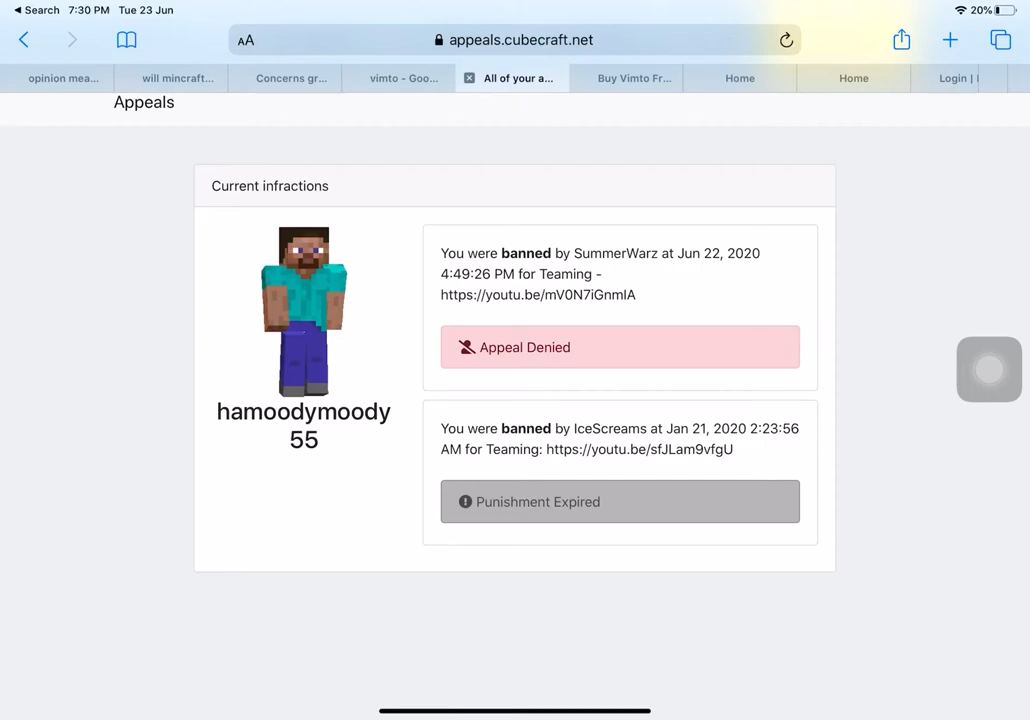 Search 7:30 PM Tue 23 Jun 20%
AA appeals.cubecraft.net
opinion mea... will mincraft... Concerns gr... vimto - Goo... All of your a... Buy Vimto Fr... Home Home Login |
Appeals
Current infractions
hamoodymoody
55
You were banned by SummerWarz at Jun 22, 2020
4:49:26 PM for Teaming -
https://youtu.be/mV0N7iGnmIA
Appeal Denied
You were banned by IceScreams at Jan 21, 2020 2:23:56
AM for Teaming: https://youtu.be/sfJLam9vfgU
Punishment Expired